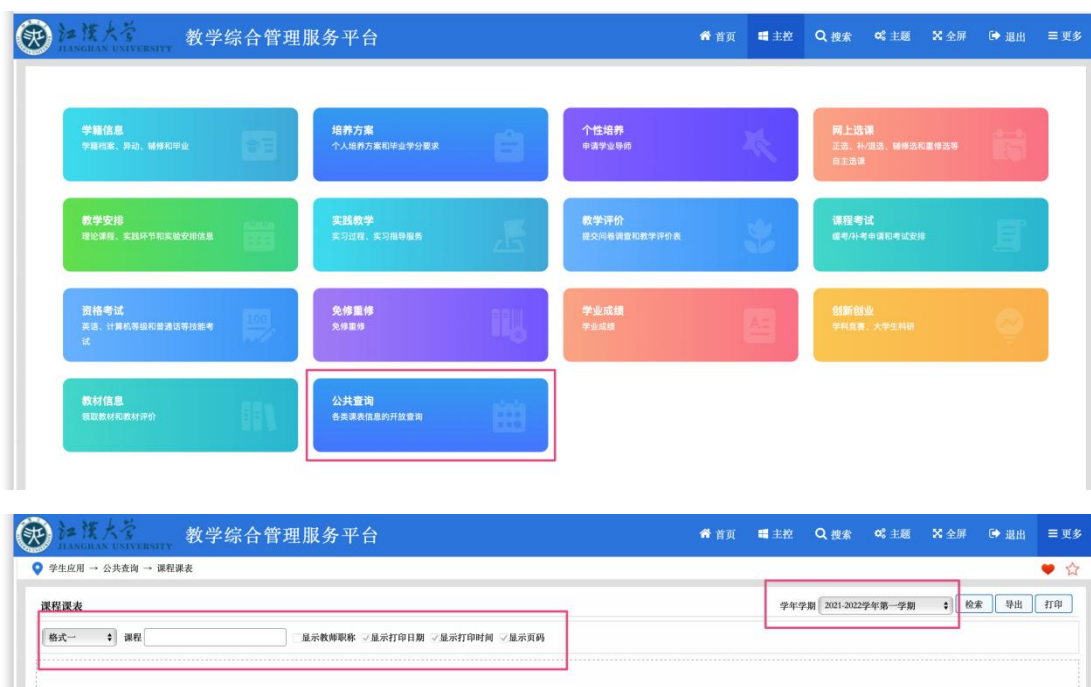 江汉大学 JIANGHAN UNIVERSITY 教学综合管理服务平台 首页 主控 搜索 主题 全屏 退出 更多
学籍信息
学籍档案、异动、辅修和毕业
培养方案
个人培养方案和毕业学分要求
个性培养
申请学业导师
网上选课
正选、补/退选、辅修选和重修选等
自主选课
教学安排
理论课程、实践环节和实验安排信息
实践教学
实习过程、实习指导服务
教学评价
提交问卷调查和教学评价表
课程考试
缓考/补考申请和考试安排
资格考试
英语、计算机等级和普通话等技能考
试
免修重修
免修重修
学业成绩
学业成绩
创新创业
学科竞赛、大学生科研
教材信息
领取教材和教材评价
公共查询
各类课表信息的开放查询
江汉大学 JIANGHAN UNIVERSITY 教学综合管理服务平台 首页 主控 搜索 主题 全屏 退出 更多
学生应用 → 公共查询 → 课程课表
课程课表 学年学期 2021-2022学年第一学期 检索 导出 打印
格式一 课程 显示教师职称 显示打印日期 显示打印时间 显示页码